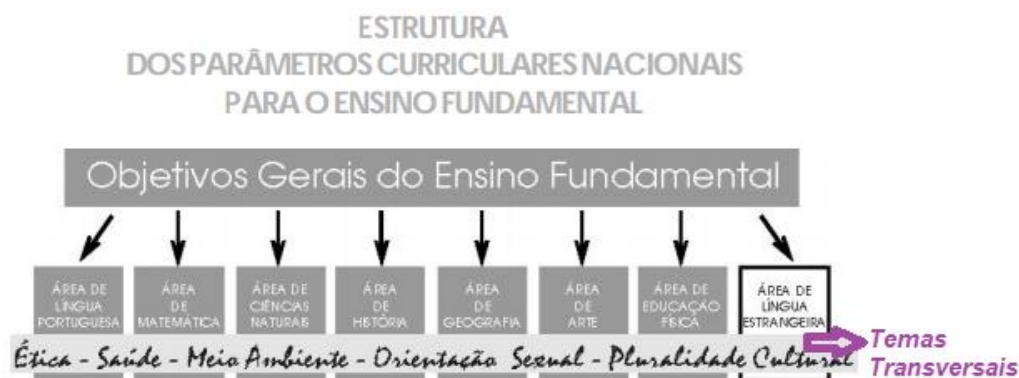 ESTRUTURA
DOS PARÂMETROS CURRICULARES NACIONAIS
PARA O ENSINO FUNDAMENTAL
Objetivos Gerais do Ensino Fundamental
ÁREA DE
LÍNGUA
PORTUGUESA
ÁREA
DE
MATEMÁTICA
ÁREA DE
CIÊNCIAS
NATURAIS
ÁREA
DE
HISTÓRIA
ÁREA
DE
GEOGRAFIA
ÁREA
DE
ARTE
ÁREA DE
EDUCAÇÃO
FÍSICA
ÁREA DE
LÍNGUA
ESTRANGEIRA
Ética - Saúde - Meio Ambiente - Orientação Sexual - Pluralidade Cultural
Temas
Transversais